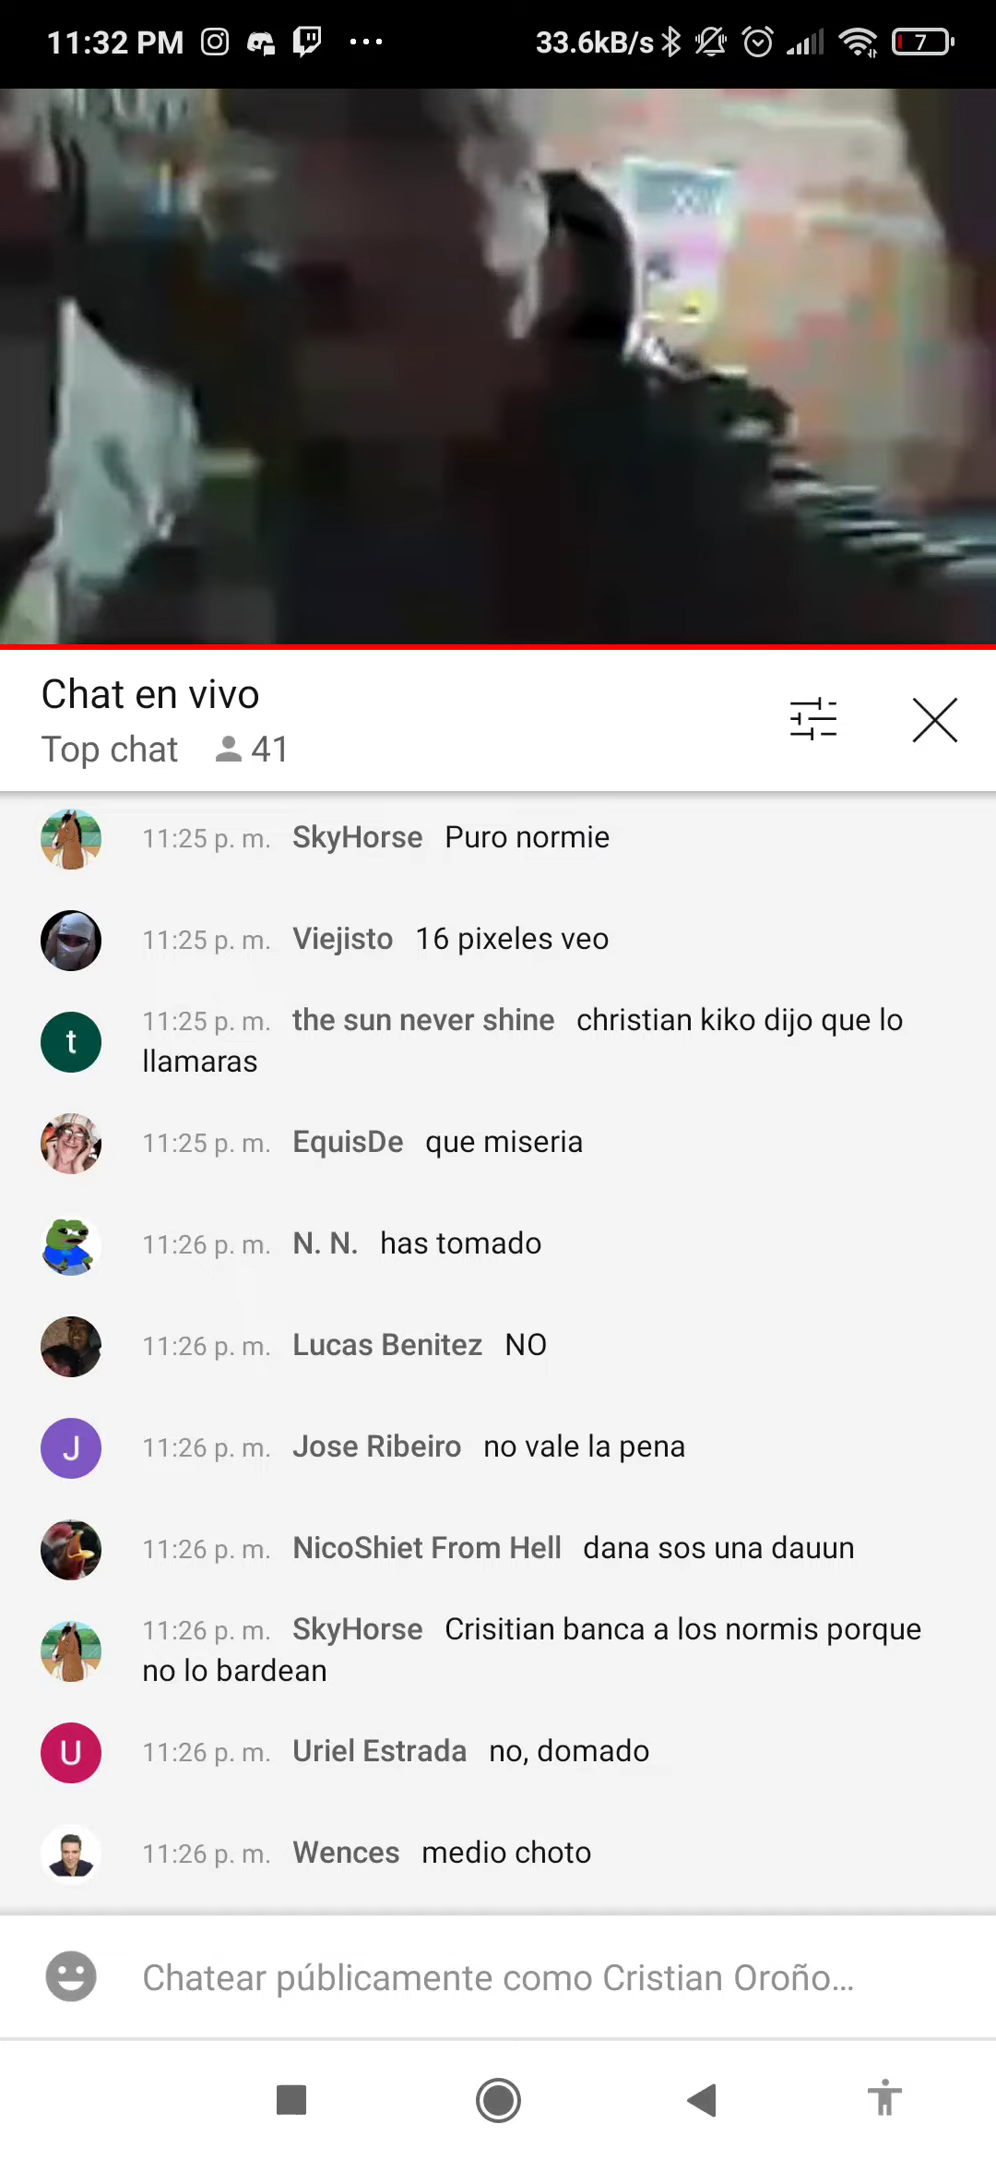 11:32 PM ... 33.6kB/s 7
Chat en vivo
Top chat 41
11:25 p. m. SkyHorse Puro normie
11:25 p. m. Viejisto 16 pixeles veo
t 11:25 p. m. the sun never shine christian kiko dijo que lo
llamaras
11:25 p. m. EquisDe que miseria
11:26 p. m. N. N. has tomado
11:26 p. m. Lucas Benitez NO
J 11:26 p. m. Jose Ribeiro no vale la pena
11:26 p. m. NicoShiet From Hell dana sos una dauun
11:26 p. m. SkyHorse Crisitian banca a los normis porque
no lo bardean
U 11:26 p. m. Uriel Estrada no, domado
11:26 p. m. Wences medio choto
Chatear públicamente como Cristian Oroño...